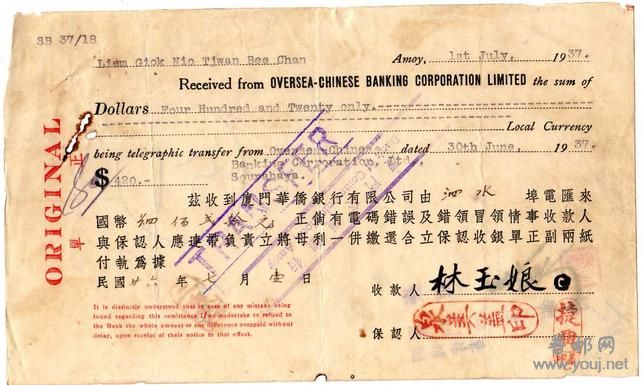 SB 37/18
Liem Giok Nio Tiwan Bee Chan
Amoy, 1st July, 1937.
Received from OVERSEA-CHINESE BANKING CORPORATION LIMITED the sum of
Dollars Four Hundred and Twenty only.
Local Currency
being telegraphic transfer from Oversea-Chinese dated 30th June, 1937.
Banking Corporation, Ltd.
$ 420.- Sourabaya.
ORIGINAL
正單
TRANSFER
茲收到廈門華僑銀行有限公司由泗水埠電匯來
國幣 肆佰貳拾元正倘有電碼錯誤及錯領冒領情事收款人
與保認人應連帶負責立將母利一併繳還合立保認收銀正副單兩紙
付執為據
民國廿六年七月壹日
收款人 林玉娘
保認人
It is distinctly understood that in case of any mistake being
found regarding this remittance I/we undertake to refund to
the Bank the whole amount or any difference overpaid without
delay, upon receipt of their notice to that effect.
印
www.youj.net